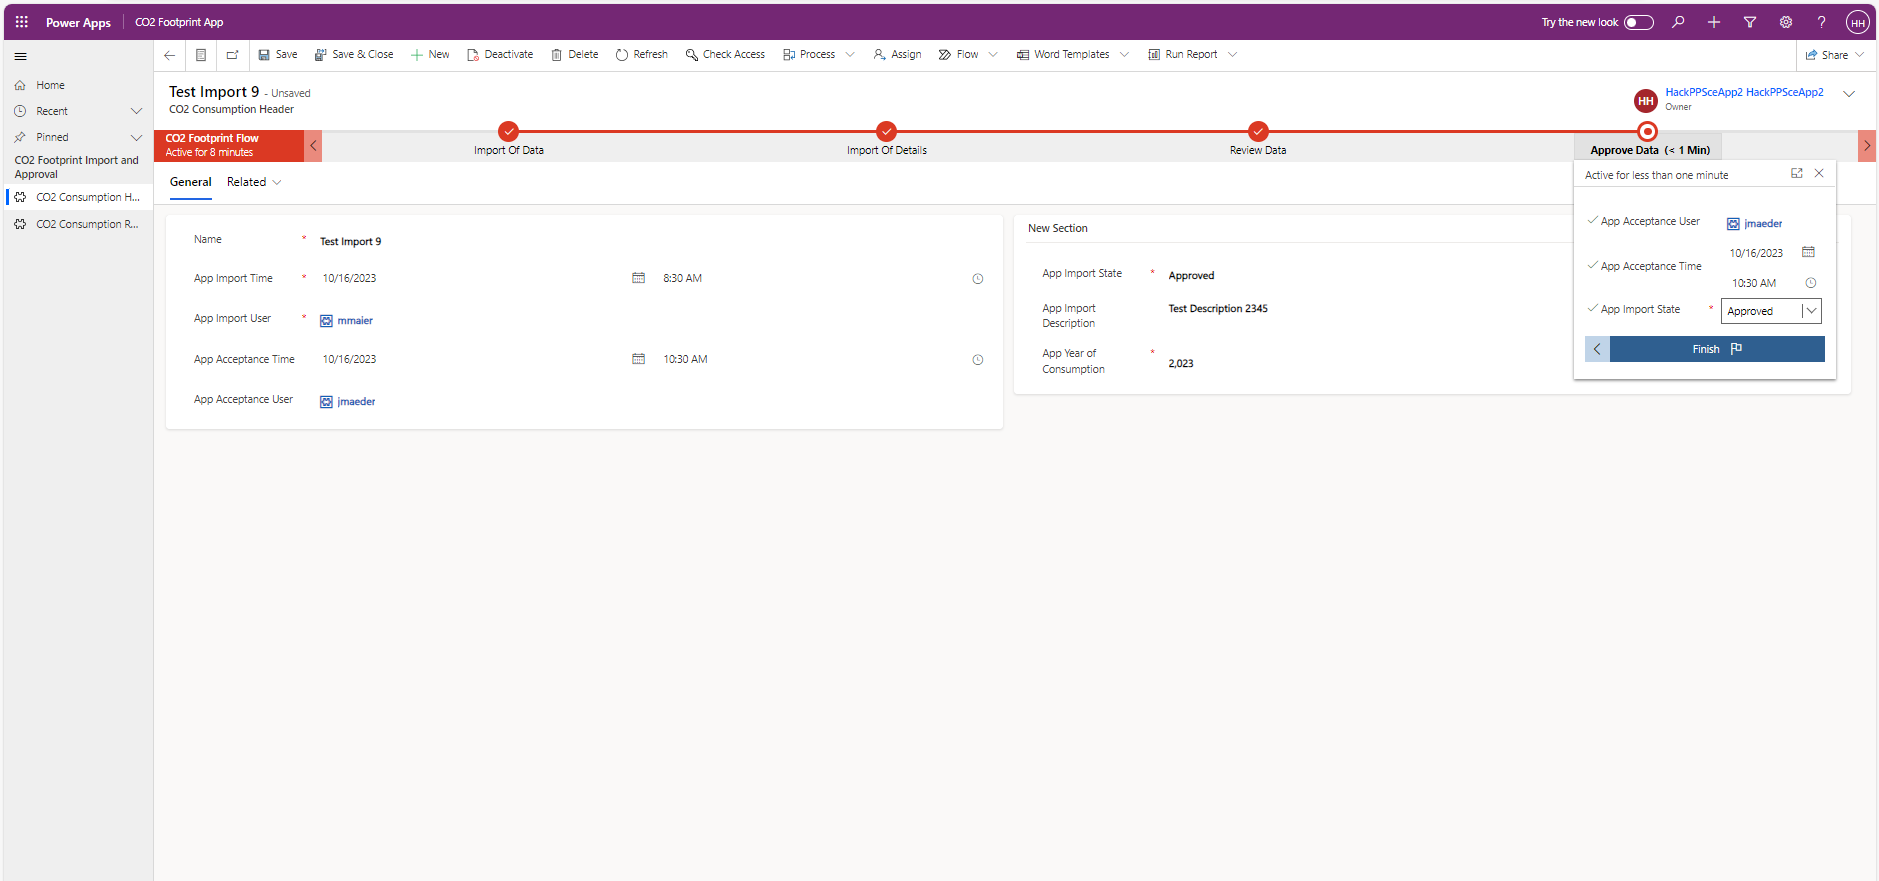 Power Apps CO2 Footprint App Try the new look HH
Save Save & Close New Deactivate Delete Refresh Check Access Process Assign Flow Word Templates Run Report Share
Home
Recent
Pinned
CO2 Footprint Import and
Approval
CO2 Consumption H...
CO2 Consumption R...
Test Import 9 - Unsaved
CO2 Consumption Header
HH HackPPSceApp2 HackPPSceApp2
Owner
CO2 Footprint Flow
Active for 8 minutes
Import Of Data Import Of Details Review Data Approve Data (< 1 Min)
General Related
Name * Test Import 9
App Import Time * 10/16/2023 8:30 AM
App Import User * mmaier
App Acceptance Time 10/16/2023 10:30 AM
App Acceptance User jmaeder
New Section
App Import State * Approved
App Import
Description
Test Description 2345
App Year of
Consumption
* 2,023
Active for less than one minute
App Acceptance User jmaeder
10/16/2023
App Acceptance Time
10:30 AM
App Import State * Approved
Finish